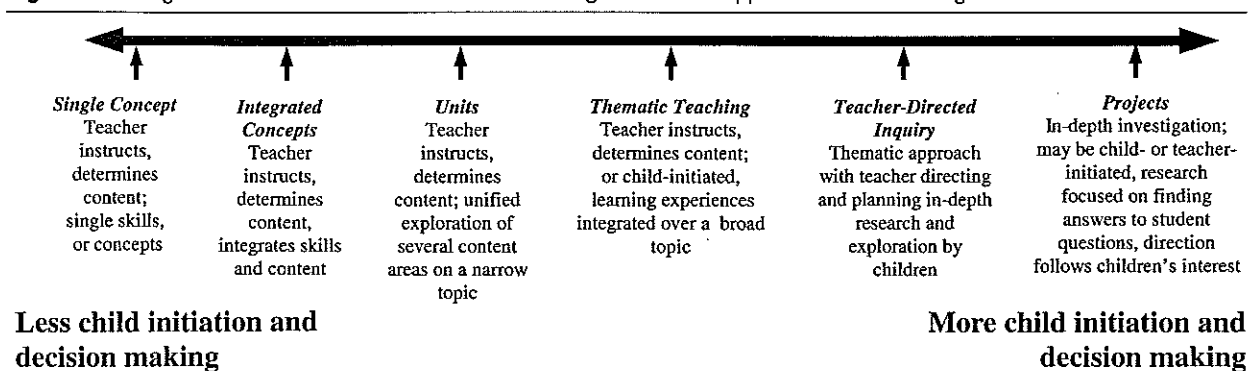 Single Concept
Teacher
instructs,
determines
content;
single skills,
or concepts
Integrated
Concepts
Teacher
instructs,
determines
content,
integrates skills
and content
Units
Teacher
instructs,
determines
content; unified
exploration of
several content
areas on a narrow
topic
Thematic Teaching
Teacher instructs,
determines content;
or child-initiated,
learning experiences
integrated over a broad
topic
Teacher-Directed
Inquiry
Thematic approach
with teacher directing
and planning in-depth
research and
exploration by
children
Projects
In-depth investigation;
may be child- or teacher-
initiated, research
focused on finding
answers to student
questions, direction
follows children's interest
Less child initiation and
decision making
More child initiation and
decision making